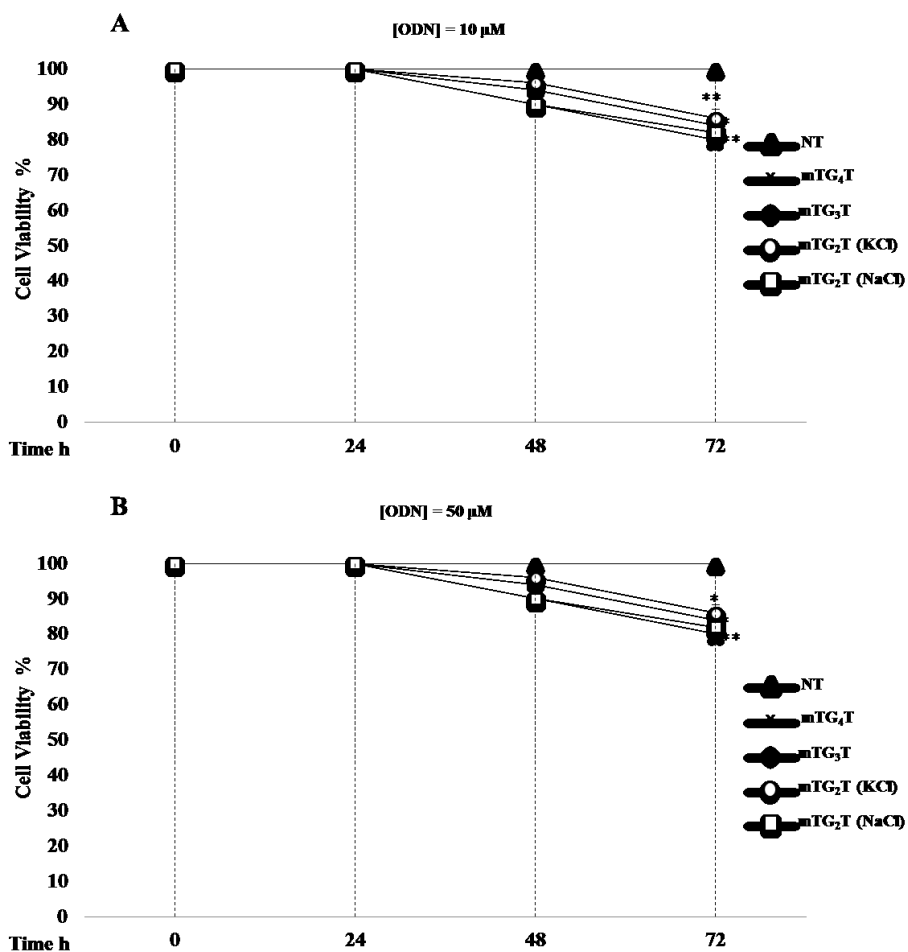 A
[ODN] = 10 µM
Cell Viability %
100
90
80
70
60
50
40
30
20
10
0
**
*
**
NT
mTG₄T
mTG₃T
mTG₂T (KCl)
mTG₂T (NaCl)
Time h 0 24 48 72
B
[ODN] = 50 µM
Cell Viability %
100
90
80
70
60
50
40
30
20
10
0
*
*
**
NT
mTG₄T
mTG₃T
mTG₂T (KCl)
mTG₂T (NaCl)
Time h 0 24 48 72